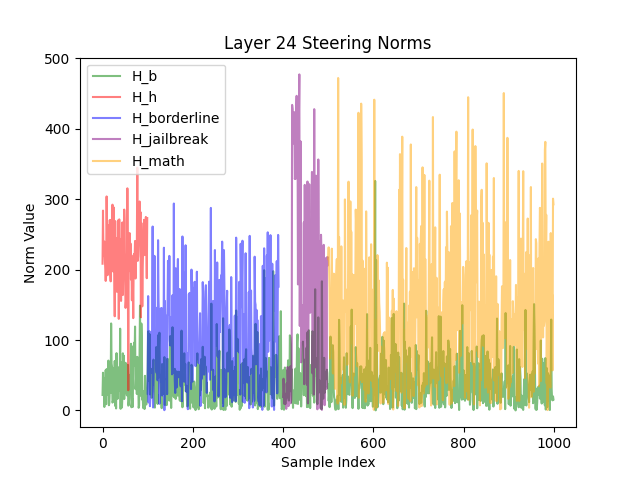 Layer 24 Steering Norms
H_b
H_h
H_borderline
H_jailbreak
H_math
500
400
300
200
100
0
Norm Value
0
200
400
600
800
1000
Sample Index